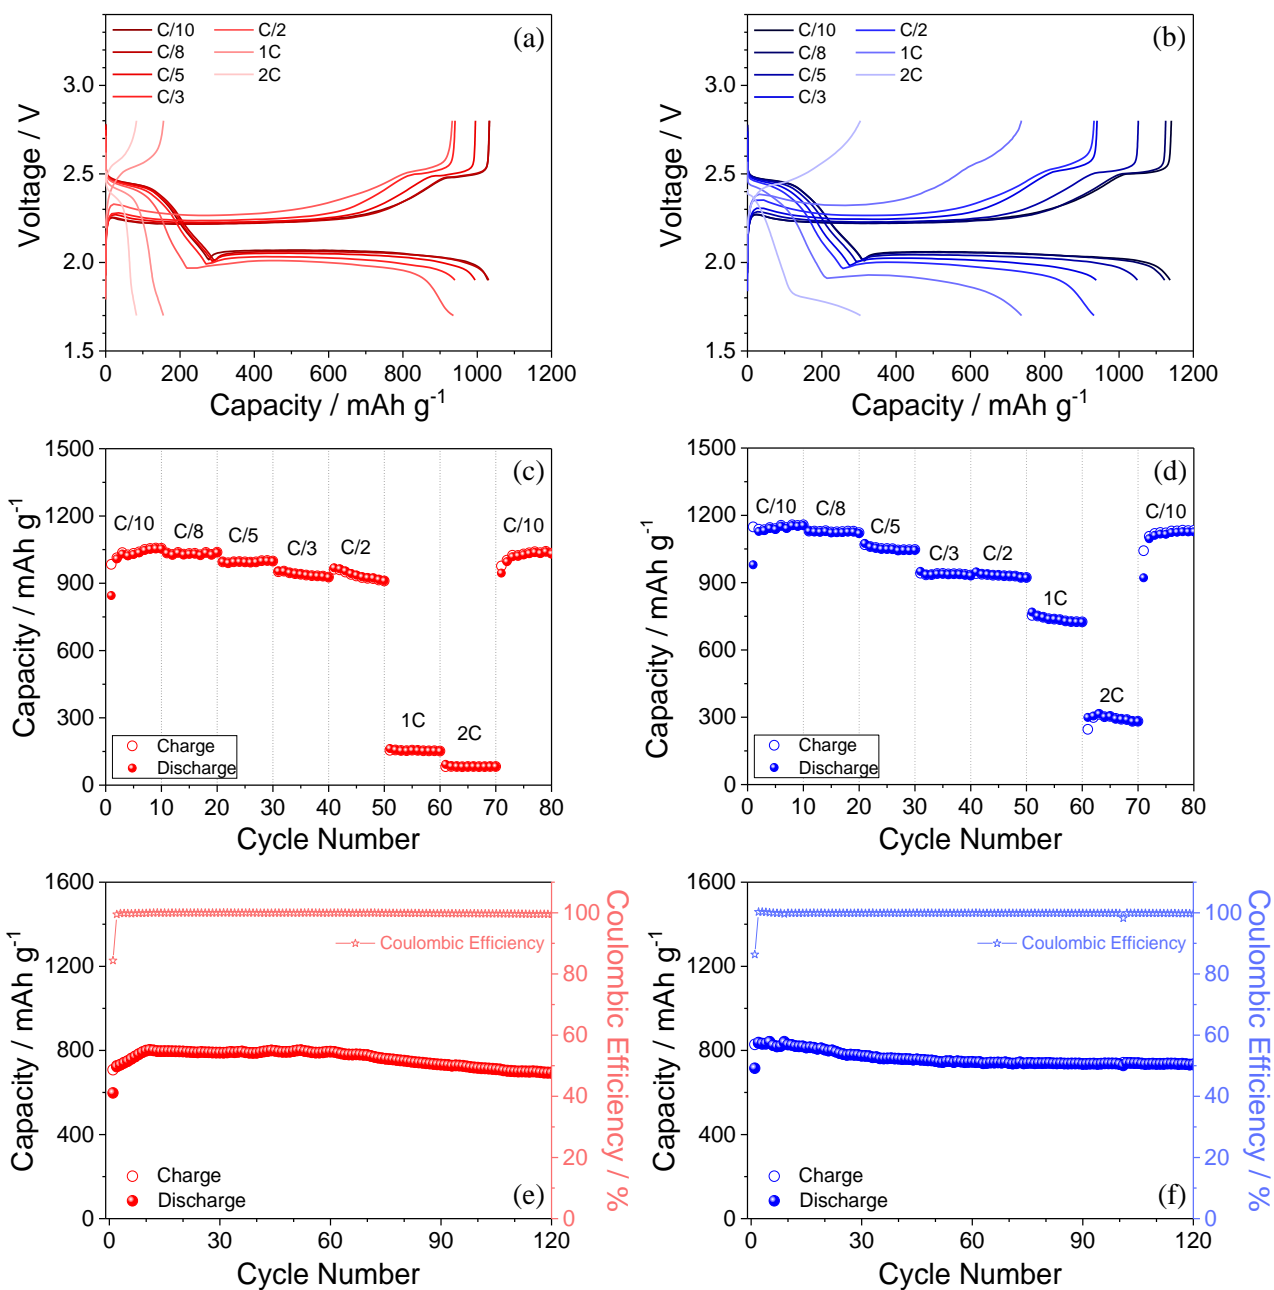 C/10
C/8
C/5
C/3
C/2
1C
2C
(a)
3.0
2.5
2.0
1.5
Voltage / V
0 200 400 600 800 1000 1200
Capacity / mAh g⁻¹
C/10
C/8
C/5
C/3
C/2
1C
2C
(b)
3.0
2.5
2.0
1.5
Voltage / V
0 200 400 600 800 1000 1200
Capacity / mAh g⁻¹
1500
1200
900
600
300
0
Capacity / mAh g⁻¹
(c)
C/10
C/8
C/5
C/3
C/2
1C
2C
C/10
Charge
Discharge
0 10 20 30 40 50 60 70 80
Cycle Number
1500
1200
900
600
300
0
Capacity / mAh g⁻¹
(d)
C/10
C/8
C/5
C/3
C/2
1C
2C
C/10
Charge
Discharge
0 10 20 30 40 50 60 70 80
Cycle Number
1600
1200
800
400
0
Capacity / mAh g⁻¹
Coulombic Efficiency
Charge
Discharge
(e)
100
80
60
40
20
0
Coulombic Efficiency / %
0 30 60 90 120
Cycle Number
1600
1200
800
400
0
Capacity / mAh g⁻¹
Coulombic Efficiency
Charge
Discharge
(f)
100
80
60
40
20
0
Coulombic Efficiency / %
0 30 60 90 120
Cycle Number